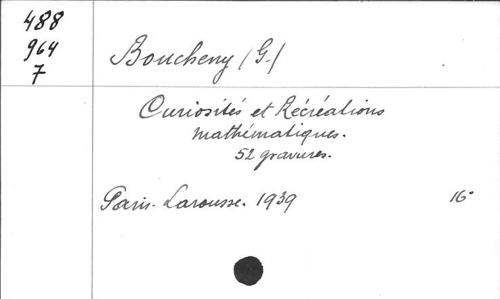 488
964
7
Boucheny (G.)
Curiosités et Récréations
mathématiques.
52 gravures.
Paris. Larousse. 1939 16°